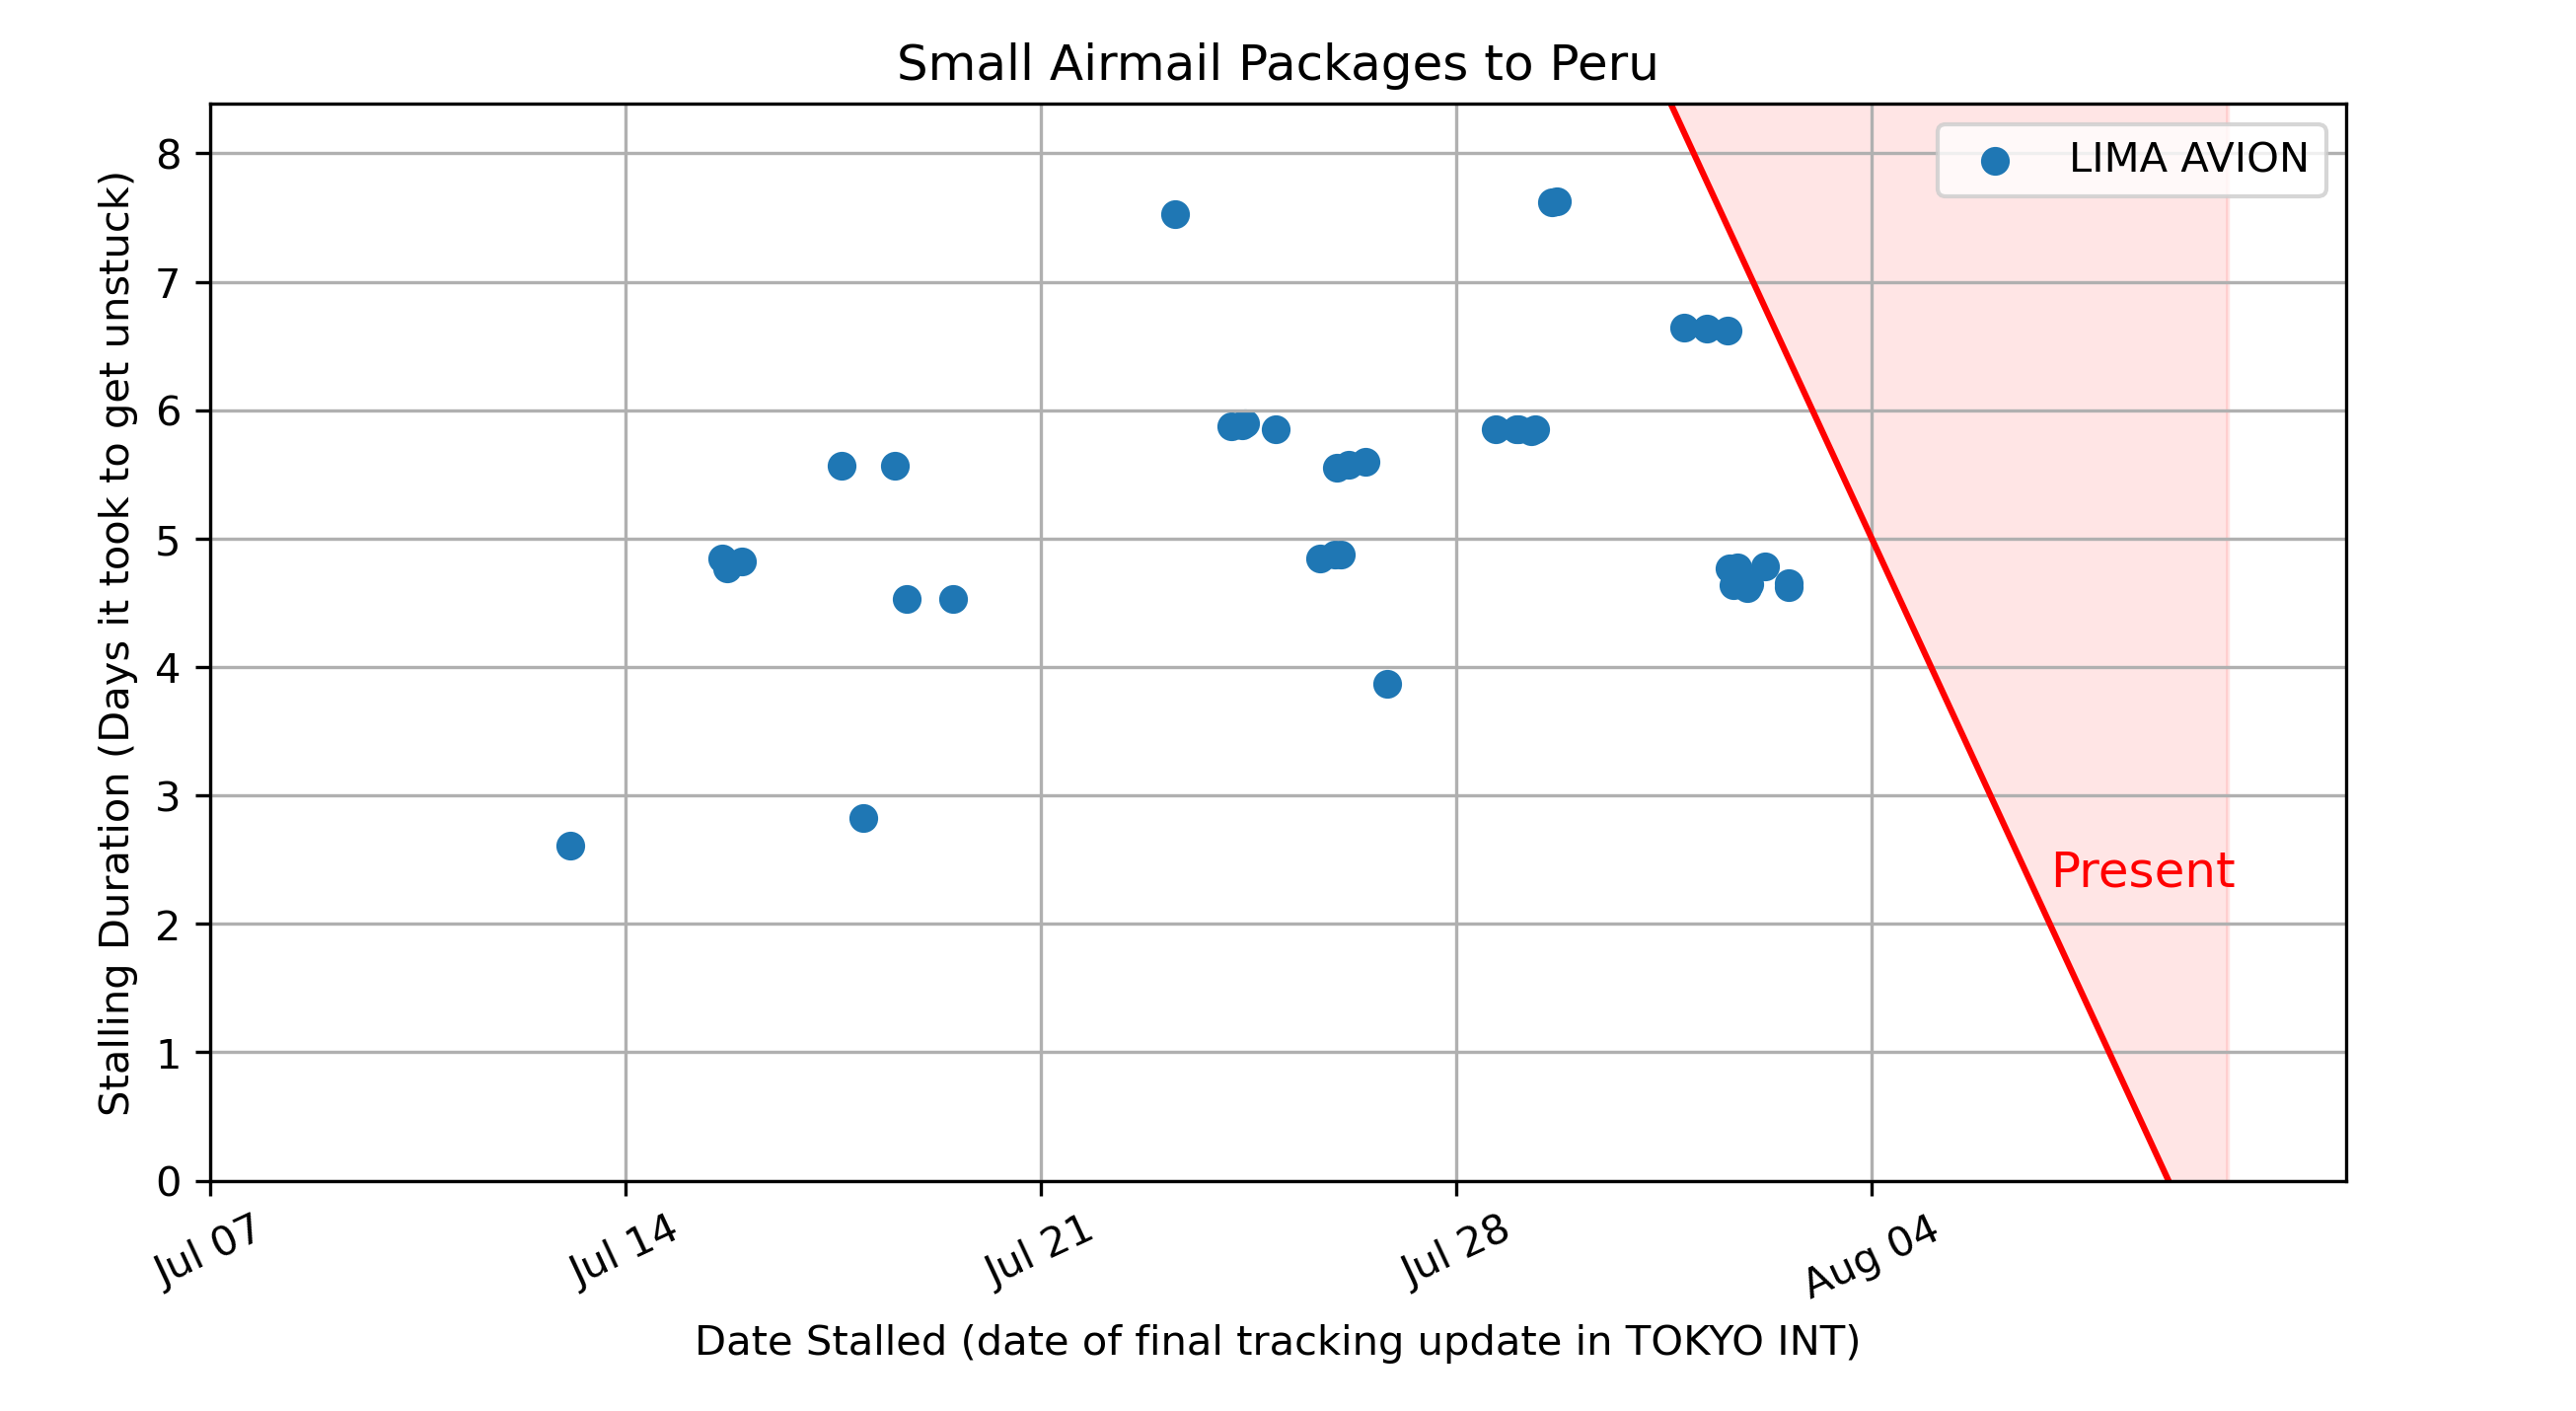 Small Airmail Packages to Peru
Stalling Duration (Days it took to get unstuck)
8
7
6
5
4
3
2
1
0
LIMA AVION
Present
Jul 07
Jul 14
Jul 21
Jul 28
Aug 04
Date Stalled (date of final tracking update in TOKYO INT)